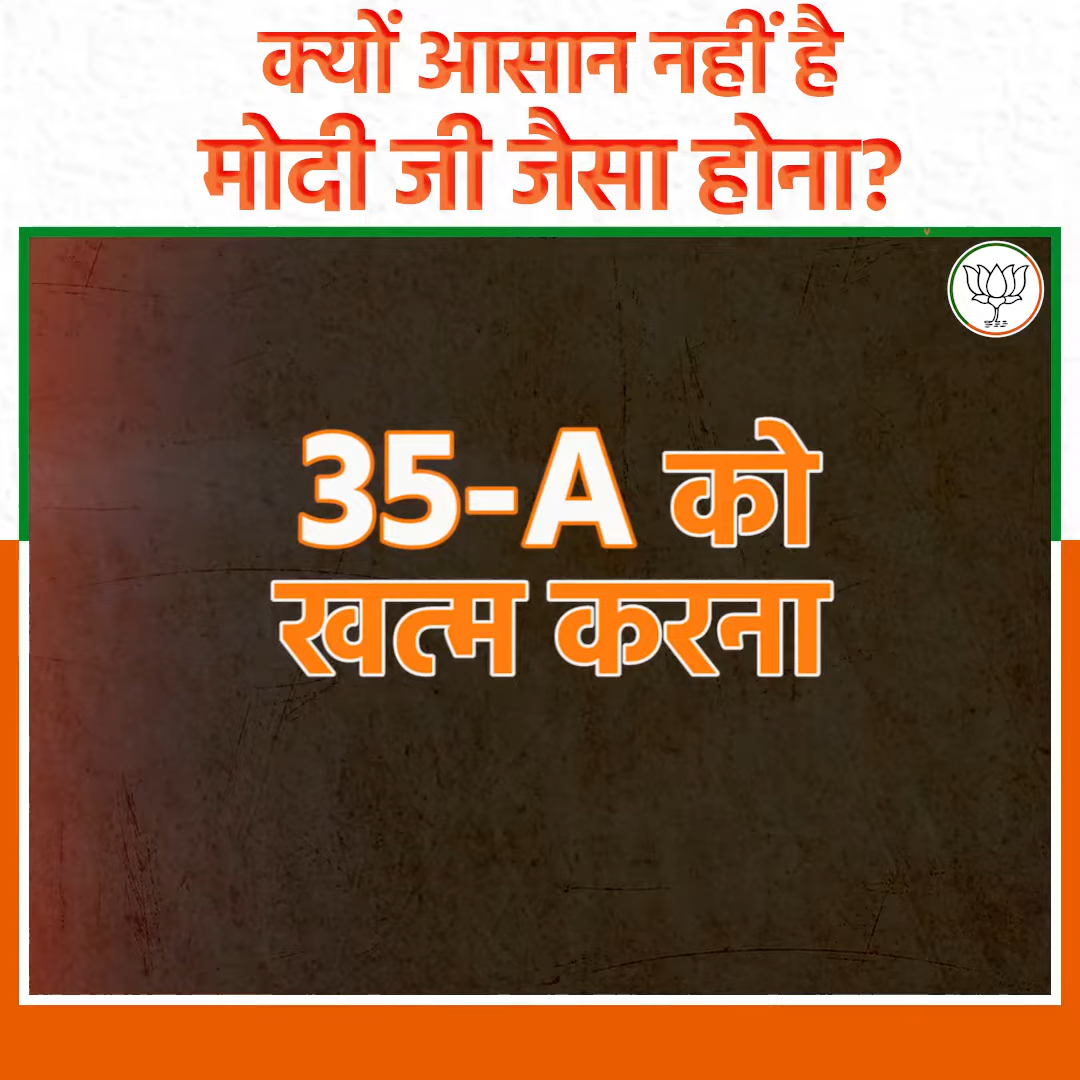 क्यों आसान नहीं है
मोदी जी जैसा होना?
35-A को
खत्म करना